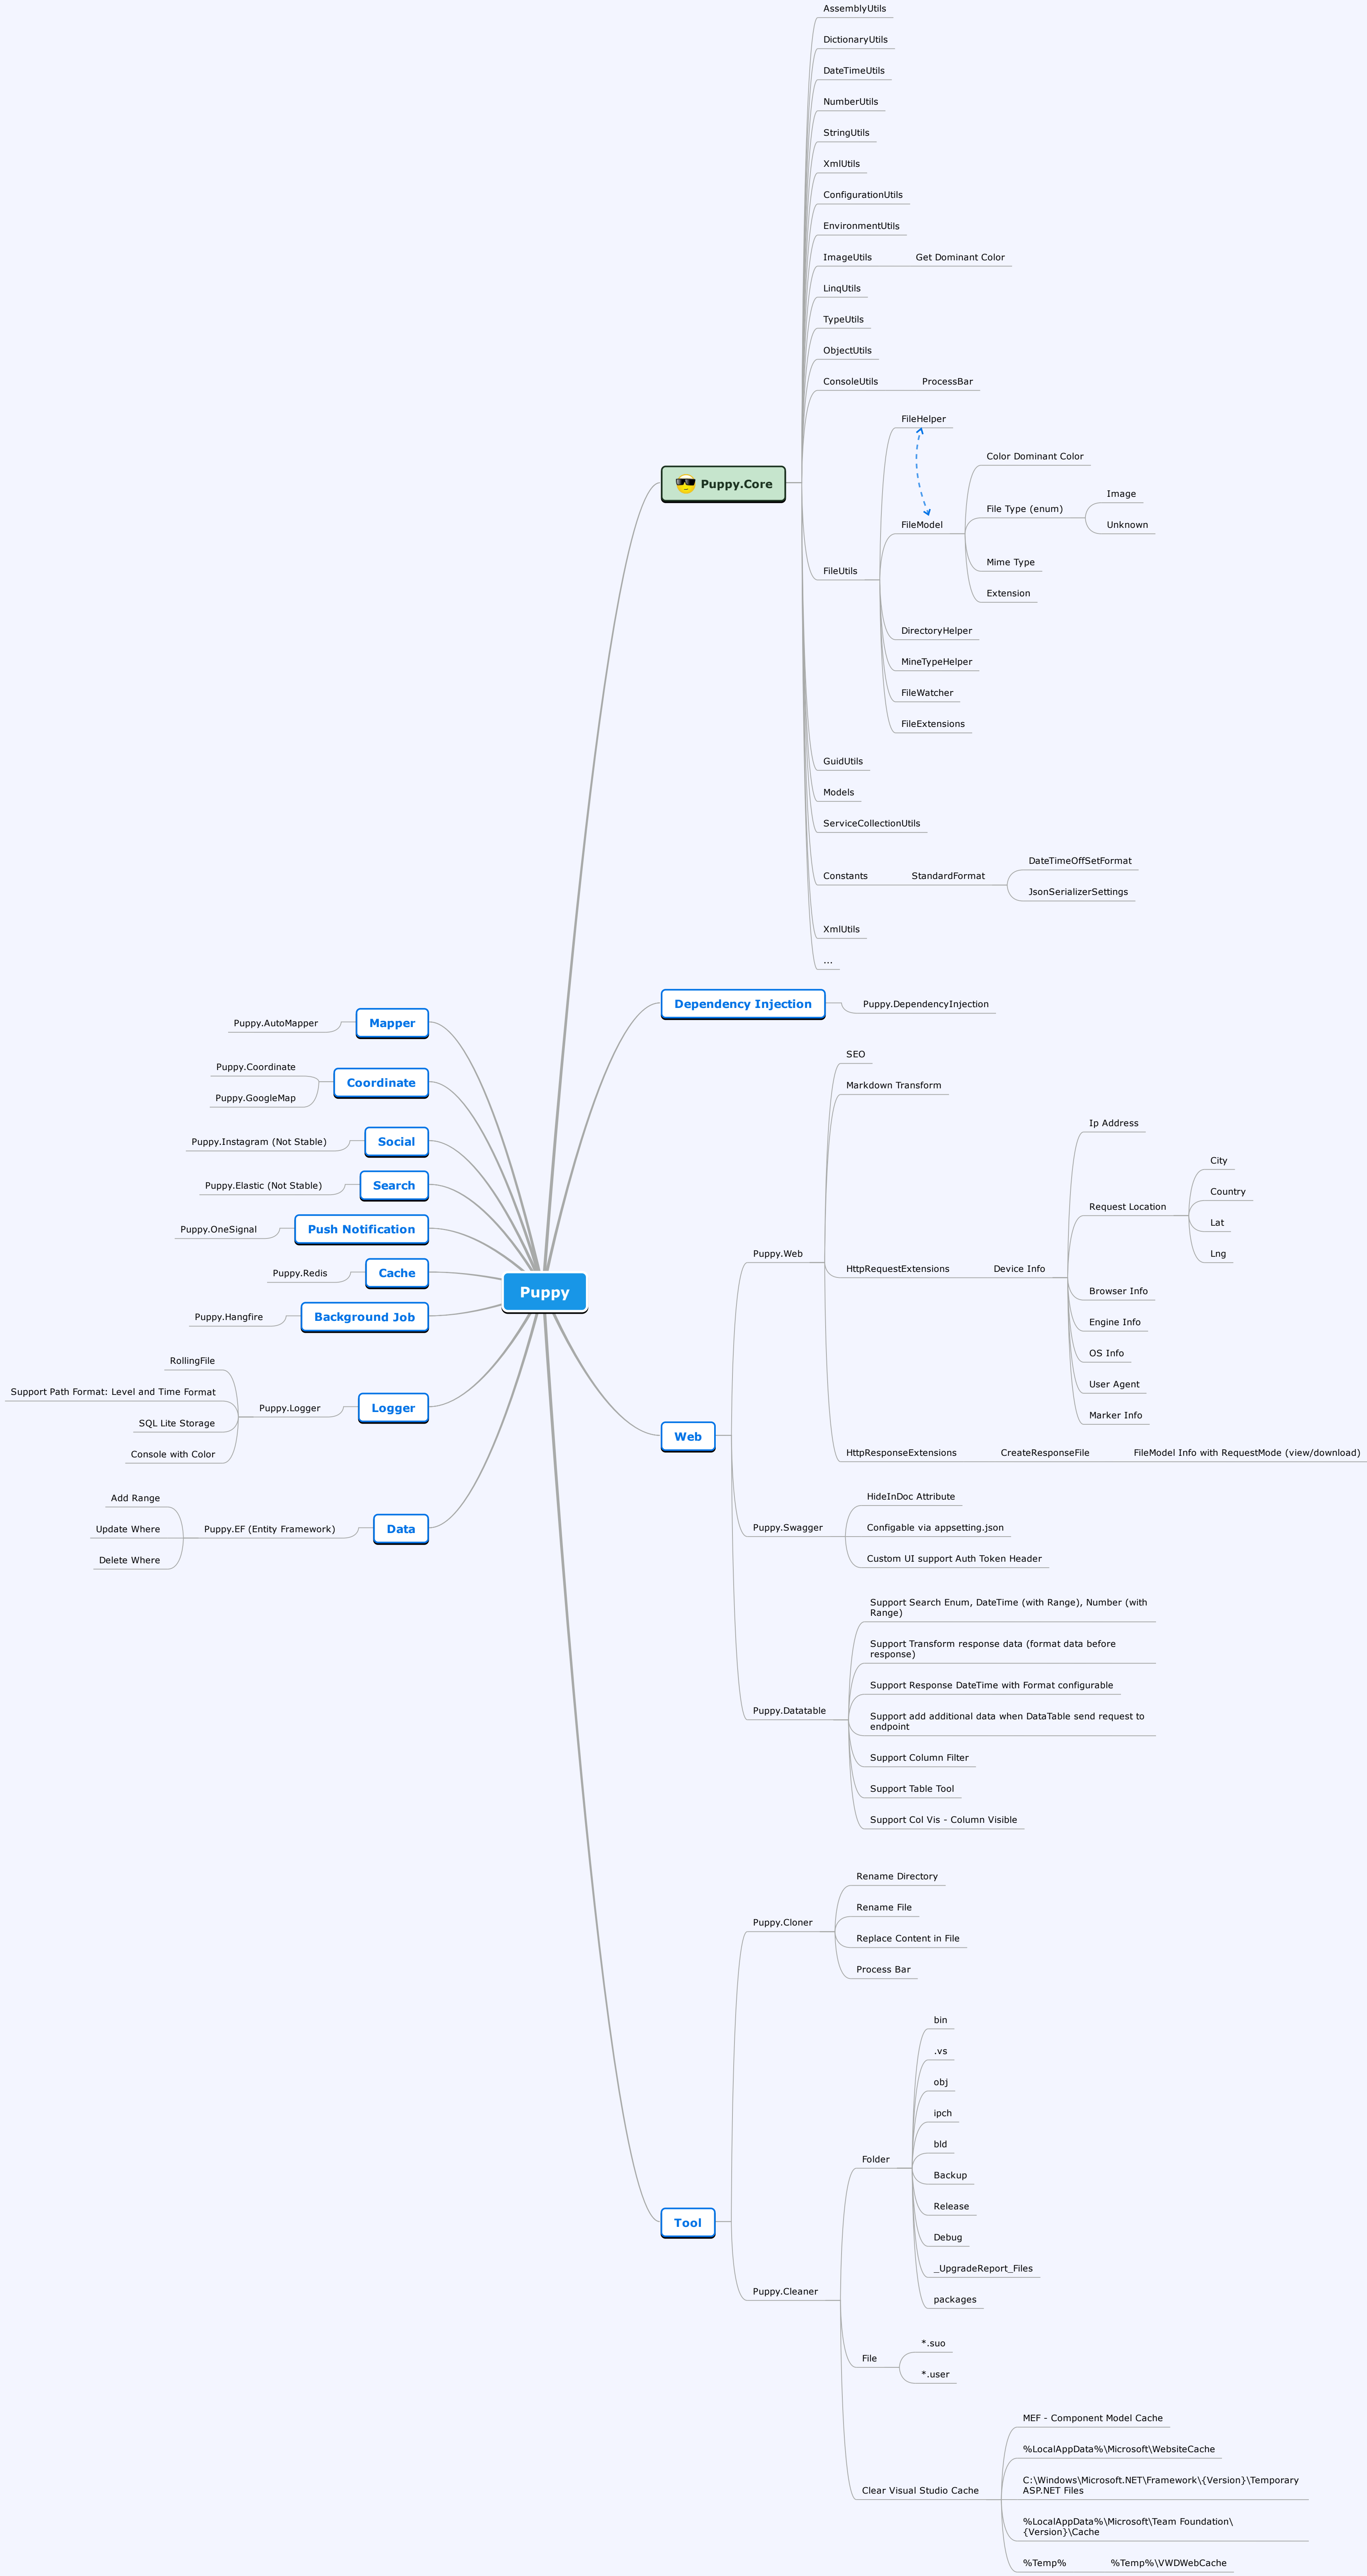 AssemblyUtils
DictionaryUtils
DateTimeUtils
NumberUtils
StringUtils
XmlUtils
ConfigurationUtils
EnvironmentUtils
ImageUtils
Get Dominant Color
LinqUtils
TypeUtils
ObjectUtils
ConsoleUtils
ProcessBar
Puppy.Core
FileUtils
FileHelper
FileModel
Color Dominant Color
File Type (enum)
Image
Unknown
Mime Type
Extension
DirectoryHelper
MineTypeHelper
FileWatcher
FileExtensions
GuidUtils
Models
ServiceCollectionUtils
Constants
StandardFormat
DateTimeOffSetFormat
JsonSerializerSettings
XmlUtils
...
Dependency Injection
Puppy.DependencyInjection
Mapper
Puppy.AutoMapper
Coordinate
Puppy.Coordinate
Puppy.GoogleMap
Social
Puppy.Instagram (Not Stable)
Search
Puppy.Elastic (Not Stable)
Push Notification
Puppy.OneSignal
Cache
Puppy.Redis
Background Job
Puppy.Hangfire
Logger
Puppy.Logger
RollingFile
Support Path Format: Level and Time Format
SQL Lite Storage
Console with Color
Data
Puppy.EF (Entity Framework)
Add Range
Update Where
Delete Where
Puppy
Web
Puppy.Web
SEO
Markdown Transform
HttpRequestExtensions
Device Info
Ip Address
Request Location
City
Country
Lat
Lng
Browser Info
Engine Info
OS Info
User Agent
Marker Info
HttpResponseExtensions
CreateResponseFile
FileModel Info with RequestMode (view/download)
Puppy.Swagger
HideInDoc Attribute
Configable via appsetting.json
Custom UI support Auth Token Header
Puppy.Datatable
Support Search Enum, DateTime (with Range), Number (with
Range)
Support Transform response data (format data before
response)
Support Response DateTime with Format configurable
Support add additional data when DataTable send request to
endpoint
Support Column Filter
Support Table Tool
Support Col Vis - Column Visible
Tool
Puppy.Cloner
Rename Directory
Rename File
Replace Content in File
Process Bar
Puppy.Cleaner
Folder
bin
.vs
obj
ipch
bld
Backup
Release
Debug
_UpgradeReport_Files
packages
File
*.suo
*.user
Clear Visual Studio Cache
MEF - Component Model Cache
%LocalAppData%\Microsoft\WebsiteCache
C:\Windows\Microsoft.NET\Framework\{Version}\Temporary
ASP.NET Files
%LocalAppData%\Microsoft\Team Foundation\
{Version}\Cache
%Temp%
%Temp%\VWDWebCache